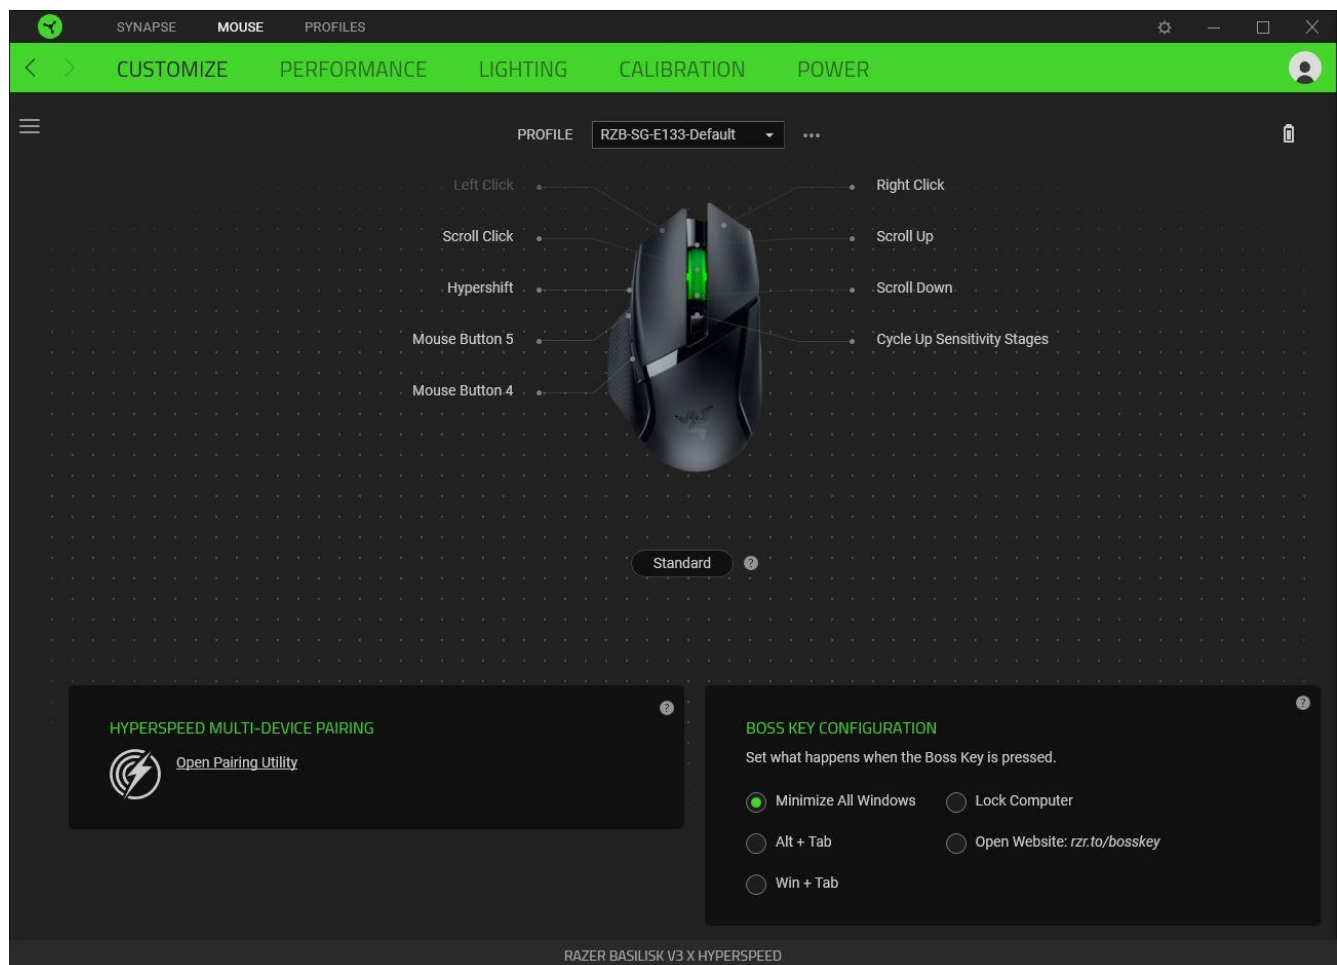 SYNAPSE MOUSE PROFILES
CUSTOMIZE PERFORMANCE LIGHTING CALIBRATION POWER
PROFILE RZB-SG-E133-Default
Left Click Right Click
Scroll Click Scroll Up
Hypershift Scroll Down
Mouse Button 5 Cycle Up Sensitivity Stages
Mouse Button 4
Standard ?
HYPERSPEED MULTI-DEVICE PAIRING ?
Open Pairing Utility
BOSS KEY CONFIGURATION ?
Set what happens when the Boss Key is pressed.
Minimize All Windows Lock Computer
Alt + Tab Open Website: rzr.to/bosskey
Win + Tab
RAZER BASILISK V3 X HYPERSPEED